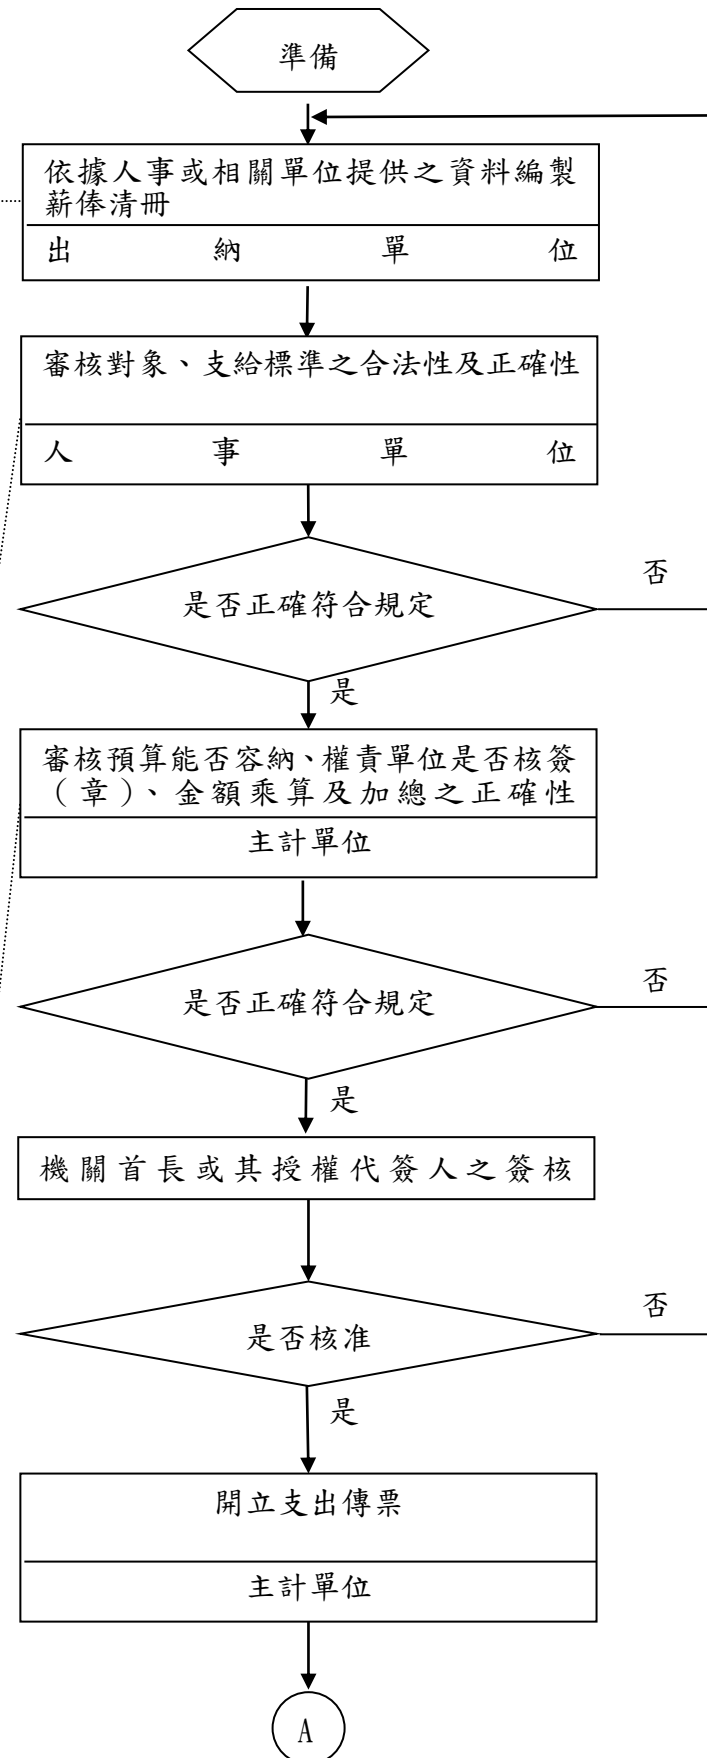 準備
依據人事或相關單位提供之資料編製
薪俸清冊
出納單位
審核對象、支給標準之合法性及正確性
人事單位
否
是否正確符合規定
是
審核預算能否容納、權責單位是否核簽
(章)、金額乘算及加總之正確性
主計單位
否
是否正確符合規定
是
機關首長或其授權代簽人之簽核
否
是否核准
是
開立支出傳票
主計單位
A